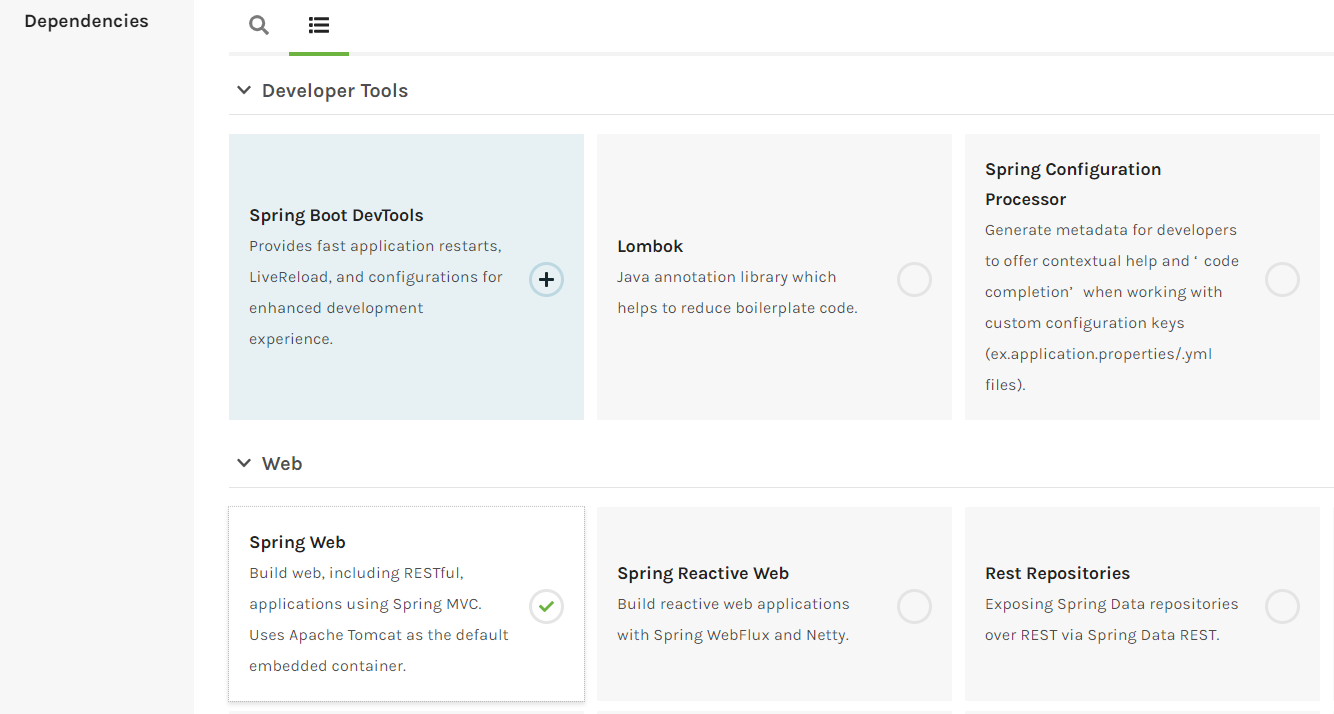 Dependencies
Developer Tools
Spring Boot DevTools
Provides fast application restarts,
LiveReload, and configurations for
enhanced development
experience.
Lombok
Java annotation library which
helps to reduce boilerplate code.
Spring Configuration
Processor
Generate metadata for developers
to offer contextual help and ‘ code
completion’ when working with
custom configuration keys
(ex.application.properties/.yml
files).
Web
Spring Web
Build web, including RESTful,
applications using Spring MVC.
Uses Apache Tomcat as the default
embedded container.
Spring Reactive Web
Build reactive web applications
with Spring WebFlux and Netty.
Rest Repositories
Exposing Spring Data repositories
over REST via Spring Data REST.